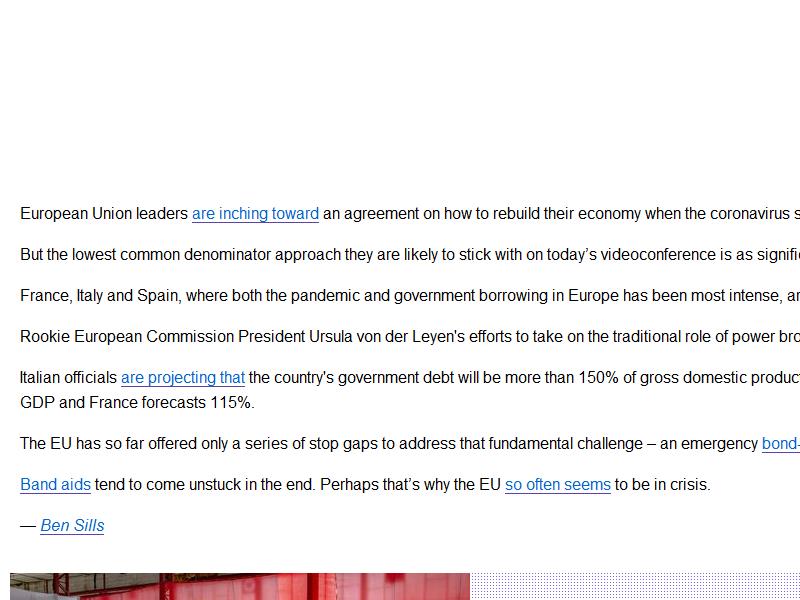 European Union leaders are inching toward an agreement on how to rebuild their economy when the coronavirus
But the lowest common denominator approach they are likely to stick with on today’s videoconference is as
France, Italy and Spain, where both the pandemic and government borrowing in Europe has been most intense,
Rookie European Commission President Ursula von der Leyen's efforts to take on the traditional role of power
Italian officials are projecting that the country's government debt will be more than 150% of gross domestic
GDP and France forecasts 115%.
The EU has so far offered only a series of stop gaps to address that fundamental challenge – an emergency bond-
Band aids tend to come unstuck in the end. Perhaps that’s why the EU so often seems to be in crisis.
— Ben Sills